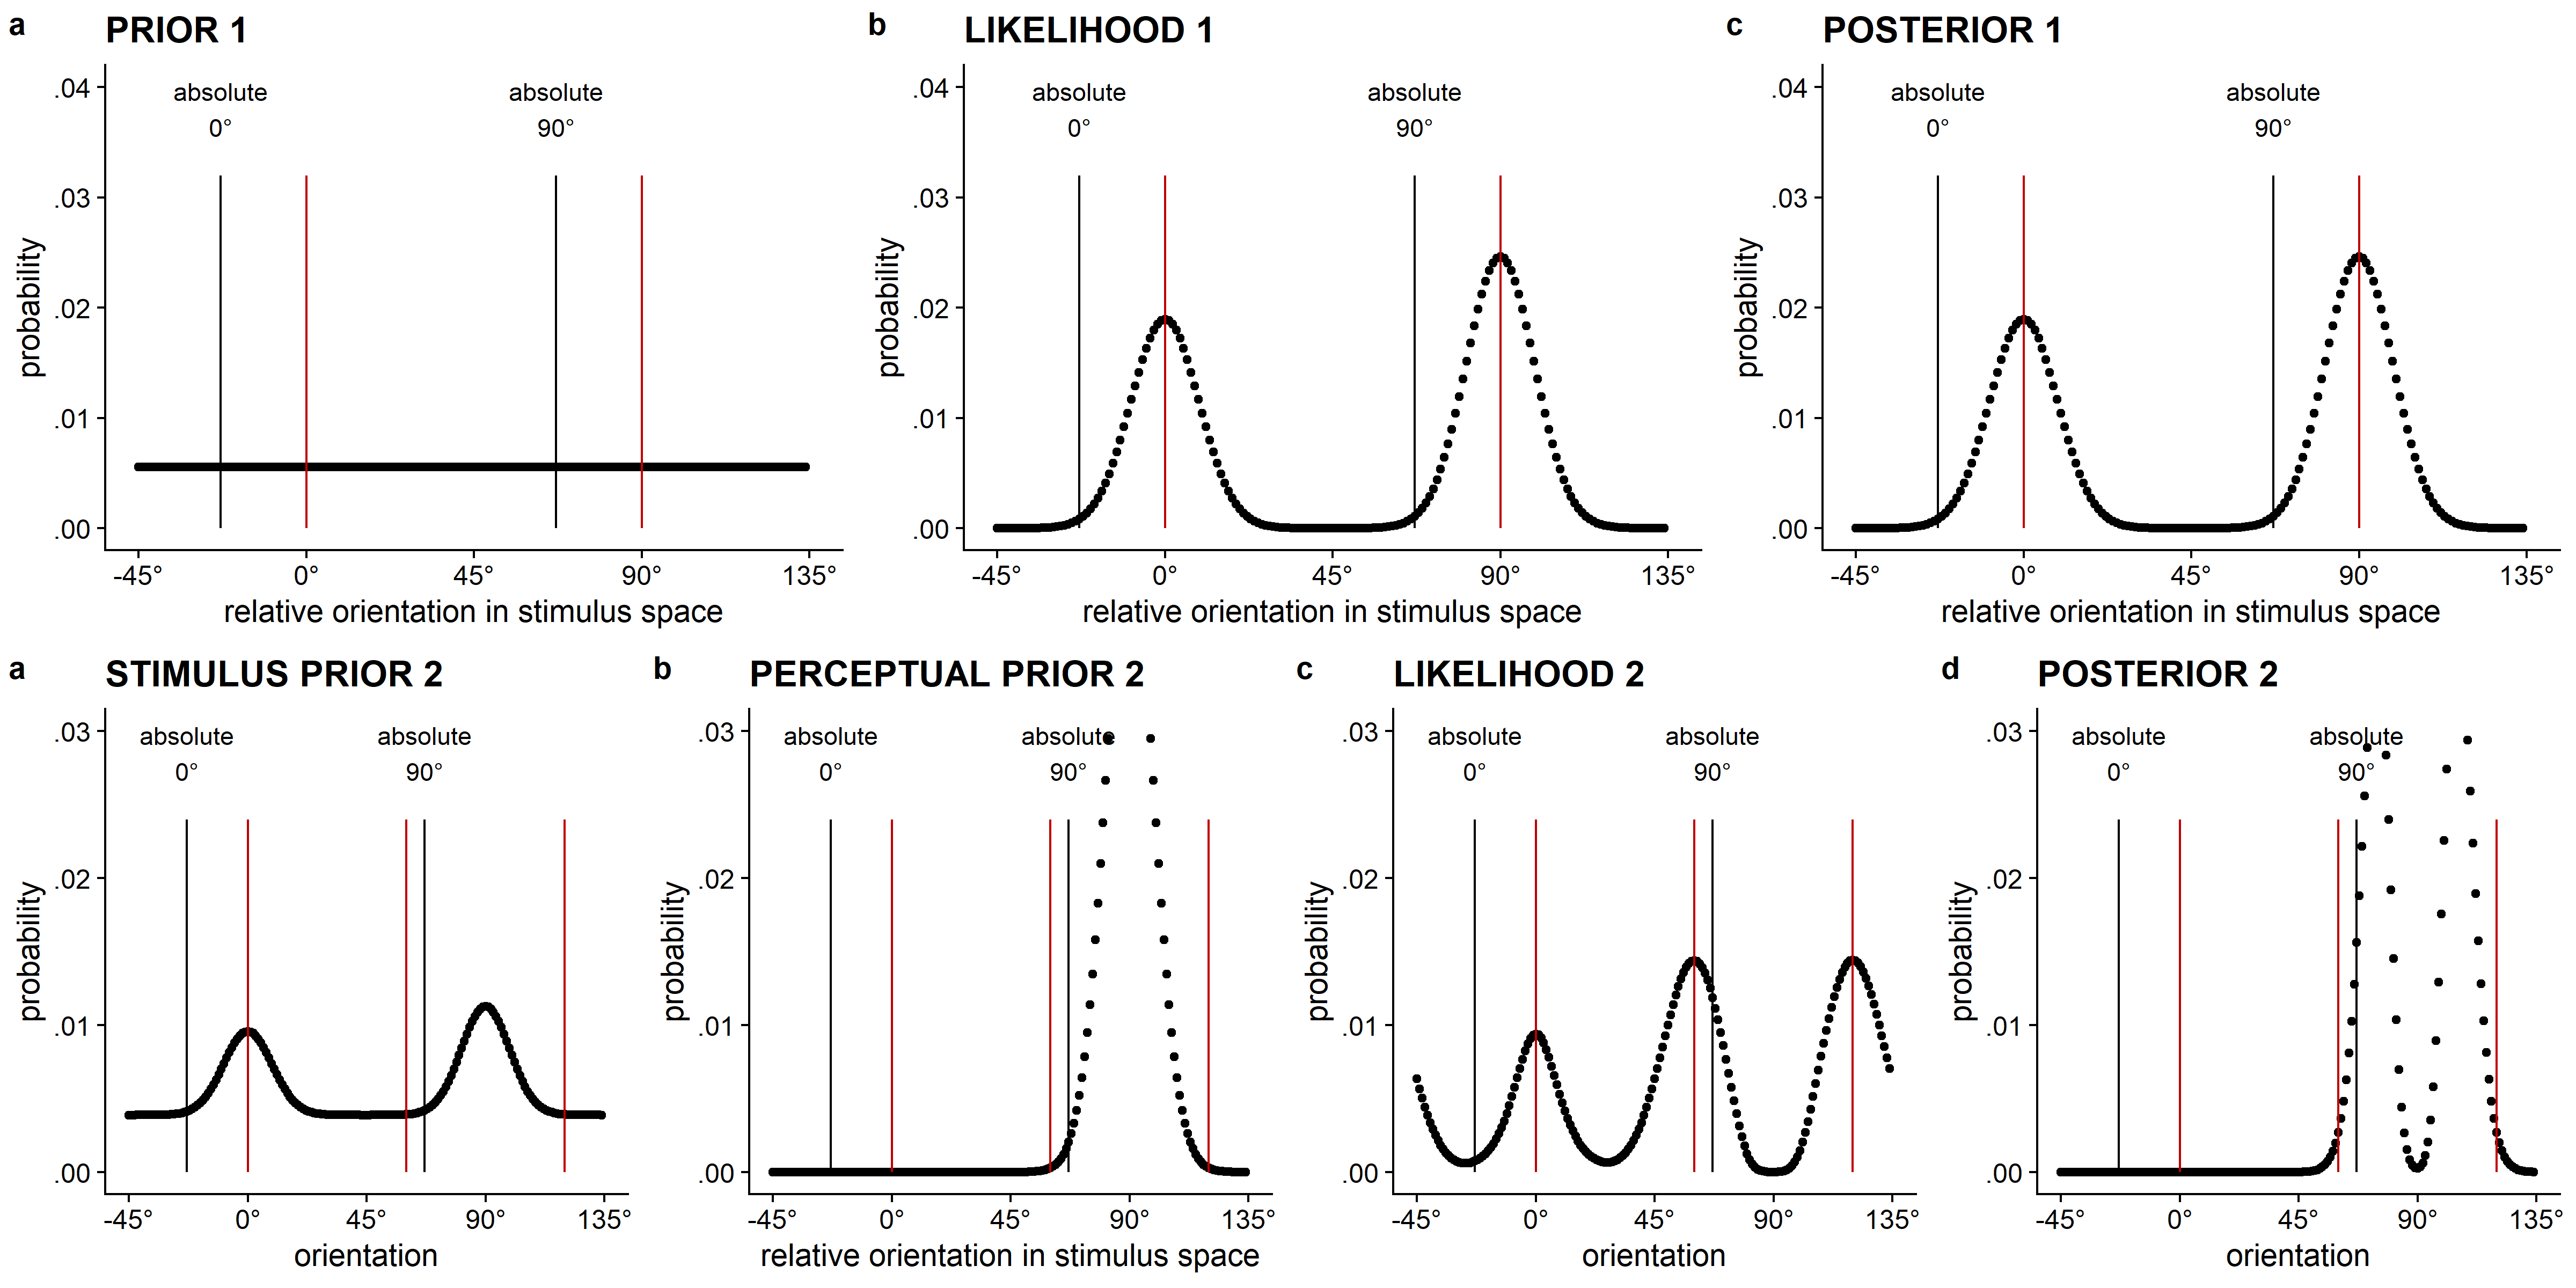 a PRIOR 1
absolute 0°
absolute 90°
.04
.03
.02
.01
.00
probability
-45° 0° 45° 90° 135°
relative orientation in stimulus space
b LIKELIHOOD 1
absolute 0°
absolute 90°
.04
.03
.02
.01
.00
probability
-45° 0° 45° 90° 135°
relative orientation in stimulus space
c POSTERIOR 1
absolute 0°
absolute 90°
.04
.03
.02
.01
.00
probability
-45° 0° 45° 90° 135°
relative orientation in stimulus space
a STIMULUS PRIOR 2
absolute 0°
absolute 90°
.03
.02
.01
.00
probability
-45° 0° 45° 90° 135°
orientation
b PERCEPTUAL PRIOR 2
absolute 0°
absolute 90°
.03
.02
.01
.00
probability
-45° 0° 45° 90° 135°
relative orientation in stimulus space
c LIKELIHOOD 2
absolute 0°
absolute 90°
.03
.02
.01
.00
probability
-45° 0° 45° 90° 135°
orientation
d POSTERIOR 2
absolute 0°
absolute 90°
.03
.02
.01
.00
probability
-45° 0° 45° 90° 135°
orientation